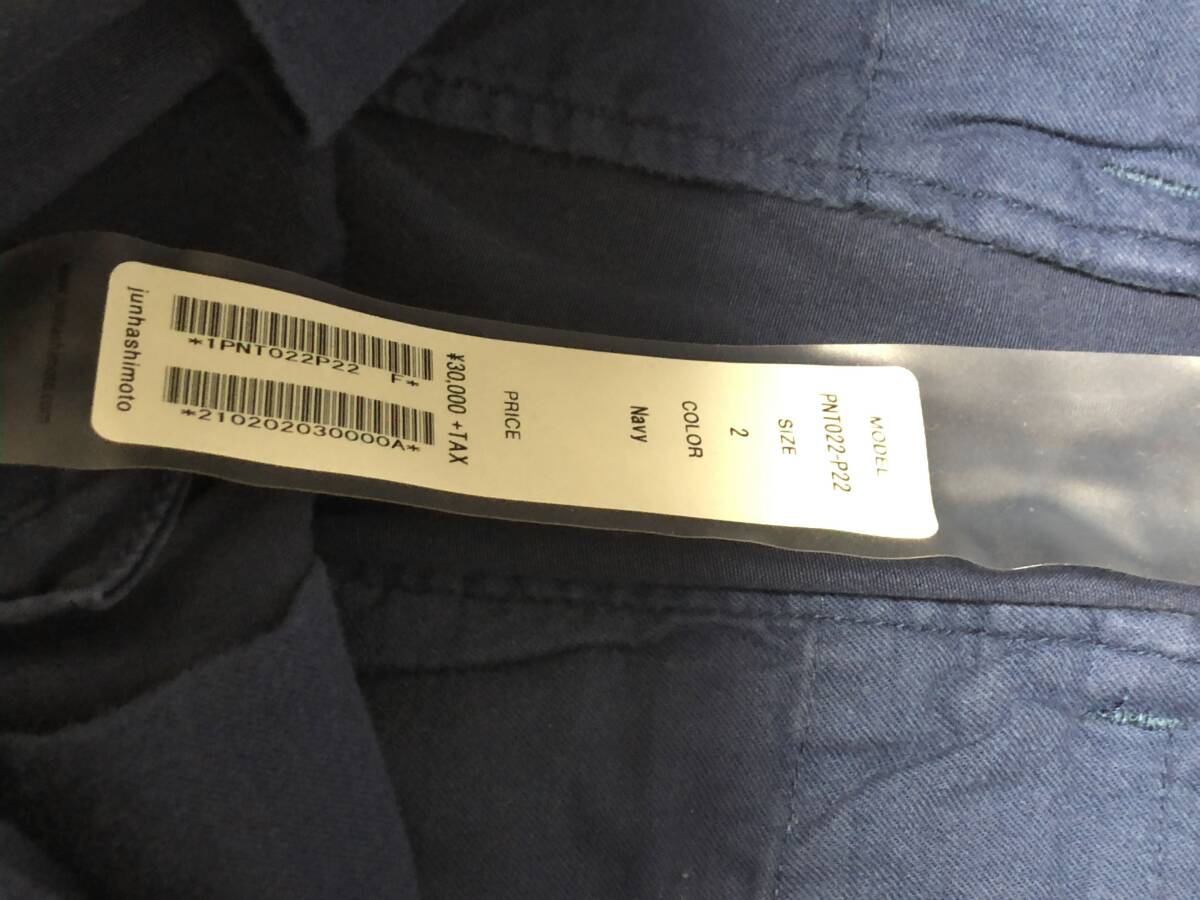 MODEL
PNT022-P22
SIZE
2
COLOR
Navy
PRICE
¥30,000 +TAX
*1PNT022P22 F*
*210202030000A*
junhashimoto